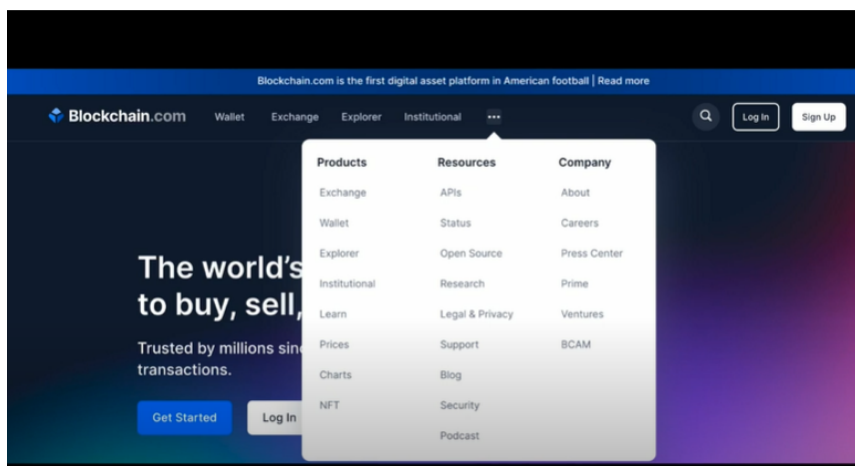 Blockchain.com is the first digital asset platform in American football | Read more
Blockchain.com Wallet Exchange Explorer Institutional ••• Log In Sign Up
Products
Exchange
Wallet
Explorer
Institutional
Learn
Prices
Charts
NFT
Resources
APIs
Status
Open Source
Research
Legal & Privacy
Support
Blog
Security
Podcast
Company
About
Careers
Press Center
Prime
Ventures
BCAM
The world's
to buy, sell,
Trusted by millions
transactions.
Get Started Log In